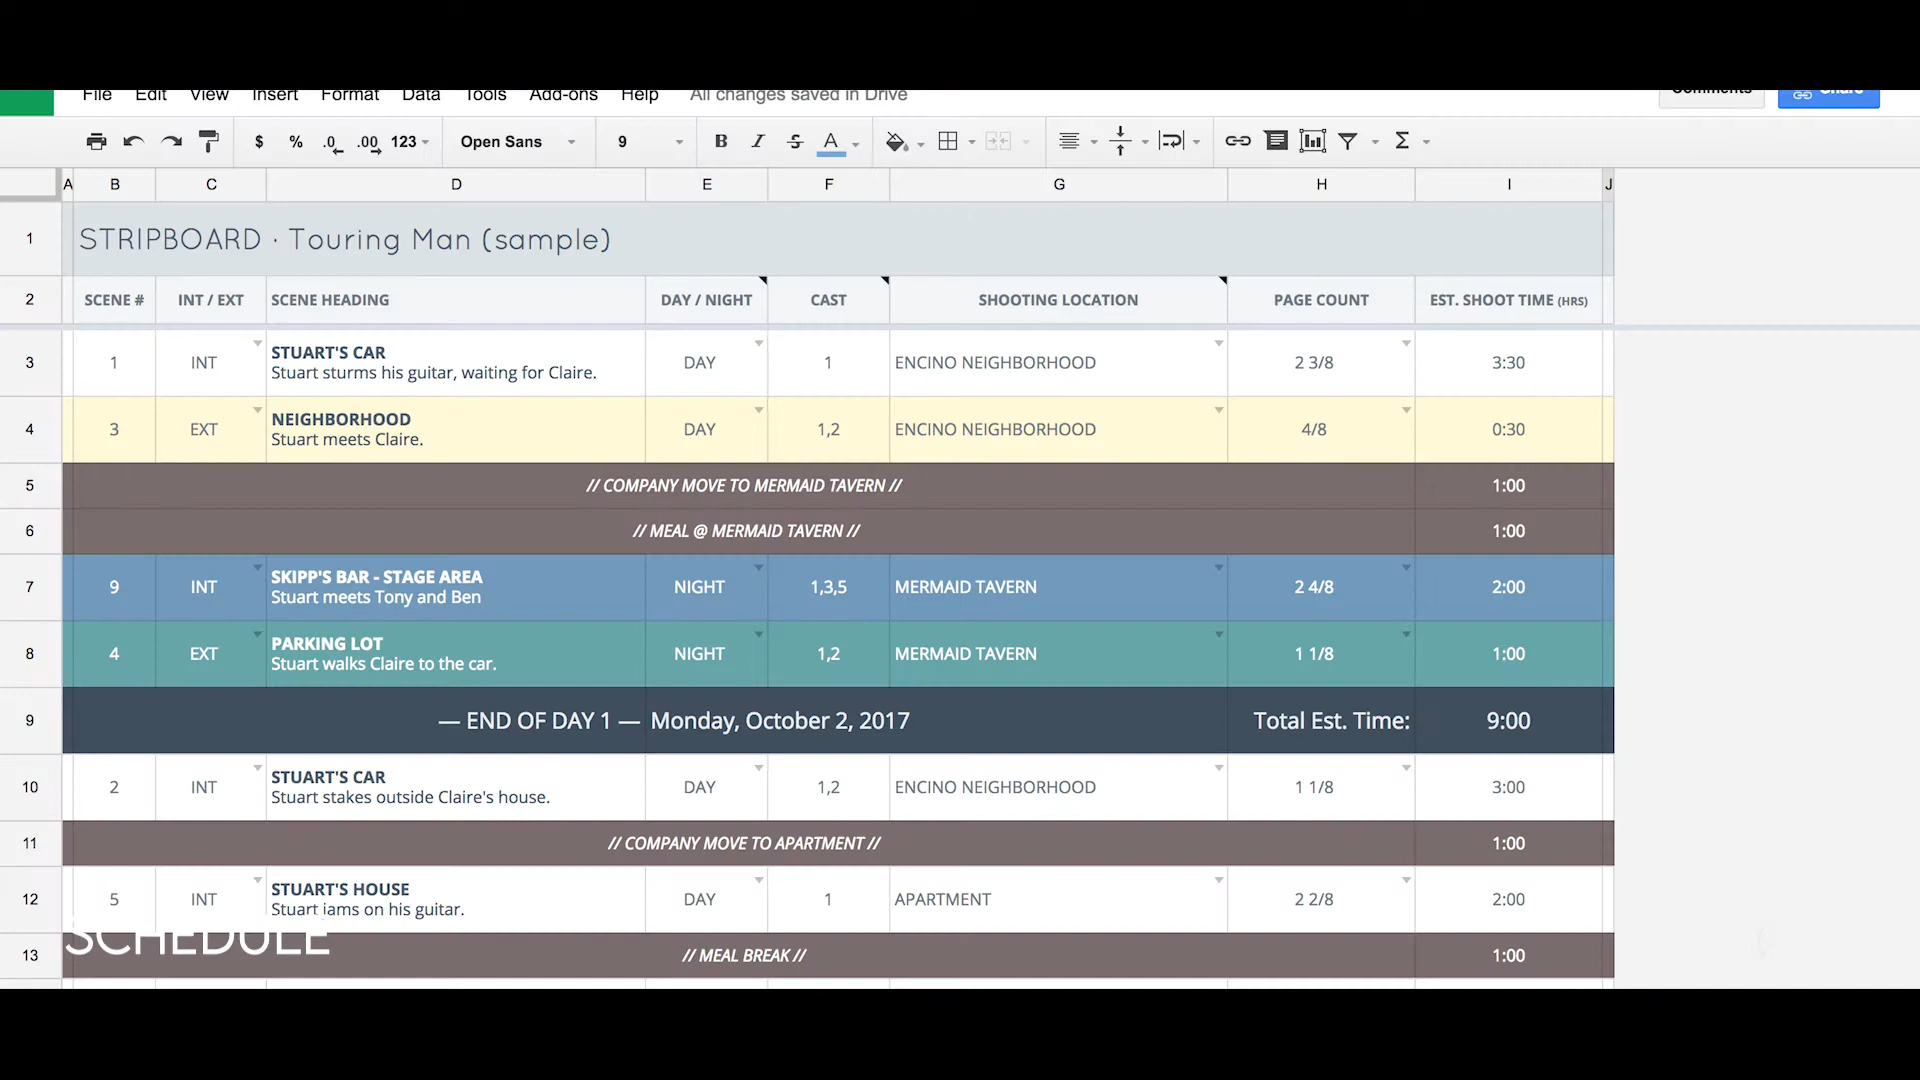 File Edit View Insert Format Data Tools Add-ons Help All changes saved in Drive Comments Share
$ % .0 .00 123 Open Sans 9 B I S A Σ
A B C D E F G H I J
1 STRIPBOARD · Touring Man (sample)
2 SCENE # INT / EXT SCENE HEADING DAY / NIGHT CAST SHOOTING LOCATION PAGE COUNT EST. SHOOT TIME (HRS)
3 1 INT STUART'S CAR DAY 1 ENCINO NEIGHBORHOOD 2 3/8 3:30
Stuart sturms his guitar, waiting for Claire.
4 3 EXT NEIGHBORHOOD DAY 1,2 ENCINO NEIGHBORHOOD 4/8 0:30
Stuart meets Claire.
5 // COMPANY MOVE TO MERMAID TAVERN // 1:00
6 // MEAL @ MERMAID TAVERN // 1:00
7 9 INT SKIPP'S BAR - STAGE AREA NIGHT 1,3,5 MERMAID TAVERN 2 4/8 2:00
Stuart meets Tony and Ben
8 4 EXT PARKING LOT NIGHT 1,2 MERMAID TAVERN 1 1/8 1:00
Stuart walks Claire to the car.
9 — END OF DAY 1 — Monday, October 2, 2017 Total Est. Time: 9:00
10 2 INT STUART'S CAR DAY 1,2 ENCINO NEIGHBORHOOD 1 1/8 3:00
Stuart stakes outside Claire's house.
11 // COMPANY MOVE TO APARTMENT // 1:00
12 5 INT STUART'S HOUSE DAY 1 APARTMENT 2 2/8 2:00
Stuart jams on his guitar.
SCHEDULE
13 // MEAL BREAK // 1:00